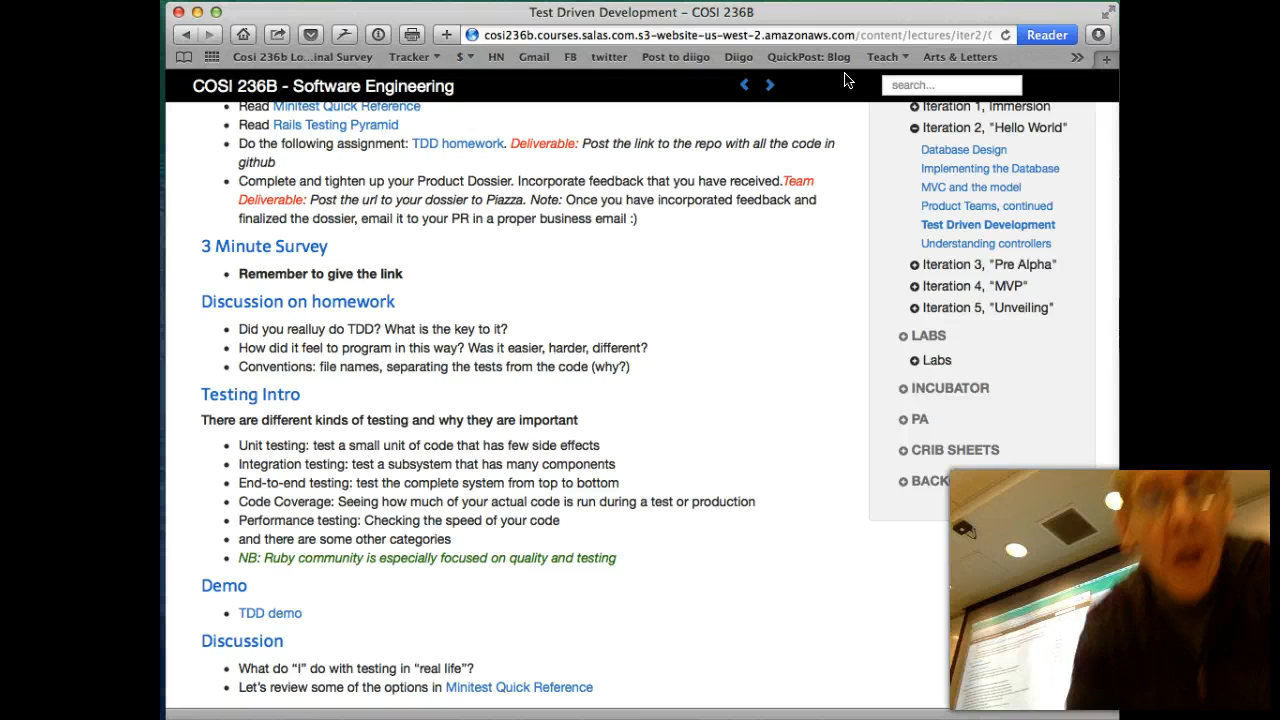 Test Driven Development – COSI 236B
cosi236b.courses.salas.com.s3-website-us-west-2.amazonaws.com/content/lectures/iter2/
Reader
Cosi 236b Lo...inal Survey Tracker $ HN Gmail FB twitter Post to diigo Diigo QuickPost: Blog Teach Arts & Letters
COSI 236B - Software Engineering
search...
Read Minitest Quick Reference
Read Rails Testing Pyramid
Do the following assignment: TDD homework. Deliverable: Post the link to the repo with all the code in
github
Complete and tighten up your Product Dossier. Incorporate feedback that you have received.Team
Deliverable: Post the url to your dossier to Piazza. Note: Once you have incorporated feedback and
finalized the dossier, email it to your PR in a proper business email :)
3 Minute Survey
Remember to give the link
Discussion on homework
Did you realluy do TDD? What is the key to it?
How did it feel to program in this way? Was it easier, harder, different?
Conventions: file names, separating the tests from the code (why?)
Testing Intro
There are different kinds of testing and why they are important
Unit testing: test a small unit of code that has few side effects
Integration testing: test a subsystem that has many components
End-to-end testing: test the complete system from top to bottom
Code Coverage: Seeing how much of your actual code is run during a test or production
Performance testing: Checking the speed of your code
and there are some other categories
NB: Ruby community is especially focused on quality and testing
Demo
TDD demo
Discussion
What do “I” do with testing in “real life”?
Let’s review some of the options in Minitest Quick Reference
Iteration 1, Immersion
Iteration 2, "Hello World"
Database Design
Implementing the Database
MVC and the model
Product Teams, continued
Test Driven Development
Understanding controllers
Iteration 3, "Pre Alpha"
Iteration 4, "MVP"
Iteration 5, "Unveiling"
LABS
Labs
INCUBATOR
PA
CRIB SHEETS
BACK